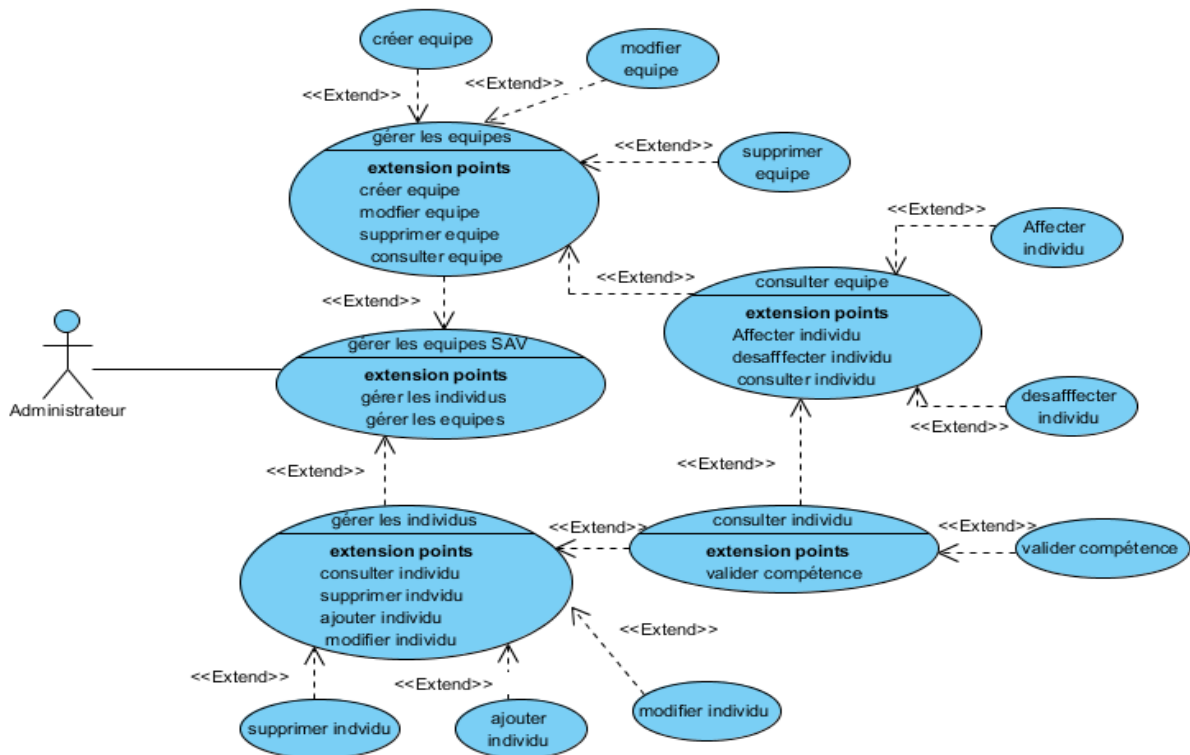 créer equipe
modfier
equipe
<<Extend>>
<<Extend>>
gérer les equipes
extension points
créer equipe
modfier equipe
supprimer equipe
consulter equipe
<<Extend>>
supprimer
equipe
<<Extend>>
Affecter
individu
<<Extend>>
consulter equipe
extension points
Affecter individu
desafffecter individu
consulter individu
<<Extend>>
gérer les equipes SAV
extension points
gérer les individus
gérer les equipes
Administrateur
desafffecter
individu
<<Extend>>
<<Extend>>
<<Extend>>
gérer les individus
extension points
consulter individu
supprimer indvidu
ajouter individu
modifier individu
<<Extend>>
consulter individu
extension points
valider compétence
<<Extend>>
valider compétence
<<Extend>>
<<Extend>>
<<Extend>>
supprimer indvidu
ajouter
individu
modifier individu